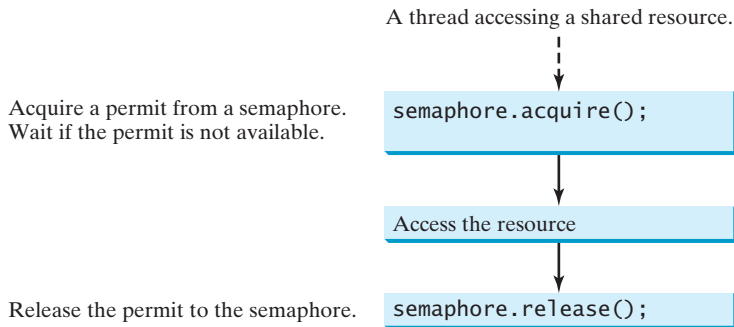 A thread accessing a shared resource.
Acquire a permit from a semaphore.
Wait if the permit is not available.
semaphore.acquire();
Access the resource
Release the permit to the semaphore.
semaphore.release();